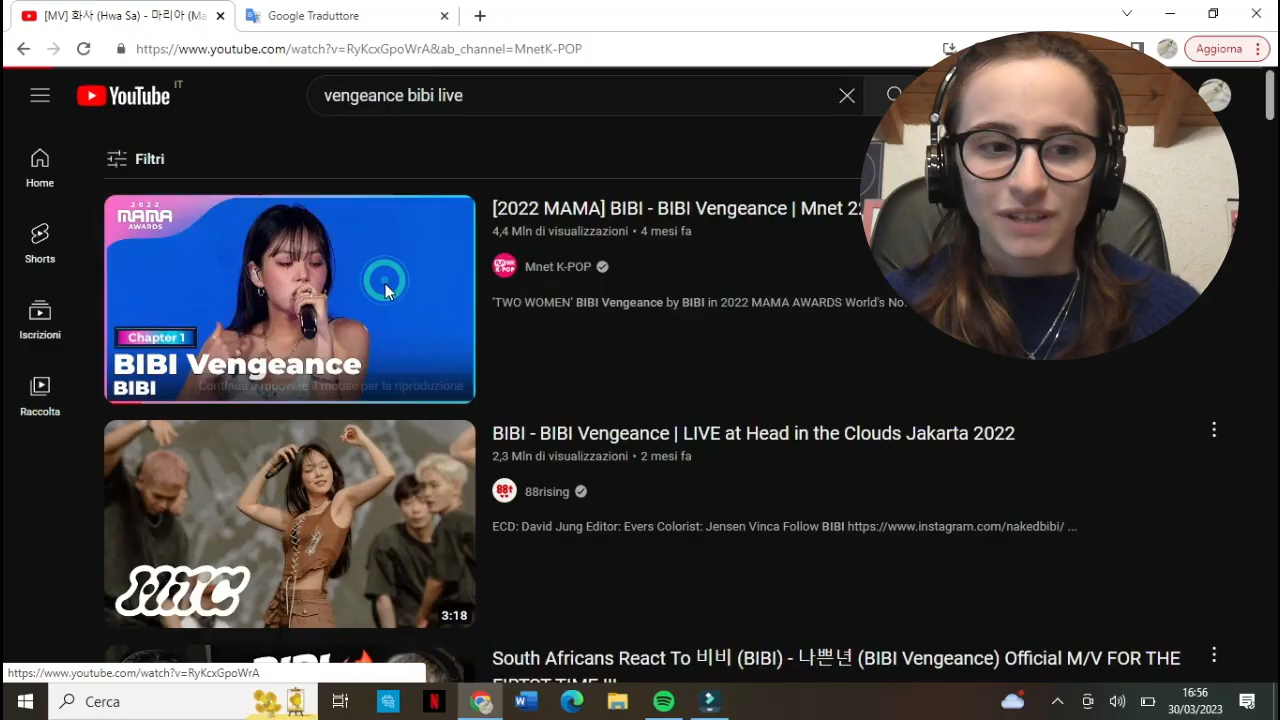 [MV] 화사 (Hwa Sa) - 마리아 (Ma
Google Traduttore
https://www.youtube.com/watch?v=RyKcxGpoWrA&ab_channel=MnetK-POP
Aggiorna
YouTube IT
vengeance bibi live
Home
Shorts
Iscrizioni
Raccolta
Filtri
2022
MAMA
AWARDS
Chapter 1
BIBI Vengeance
BIBI
Continua a muovere il mouse per la riproduzione
[2022 MAMA] BIBI - BIBI Vengeance | Mnet 2
4,4 Mln di visualizzazioni • 4 mesi fa
Mnet K-POP
'TWO WOMEN' BIBI Vengeance by BIBI in 2022 MAMA AWARDS World's No.
HITC
3:18
BIBI - BIBI Vengeance | LIVE at Head in the Clouds Jakarta 2022
2,3 Mln di visualizzazioni • 2 mesi fa
88rising
ECD: David Jung Editor: Evers Colorist: Jensen Vinca Follow BIBI https://www.instagram.com/nakedbibi/ ...
South Africans React To 비비 (BIBI) - 나쁜년 (BIBI Vengeance) Official M/V FOR THE
FIRST TIME !!!
https://www.youtube.com/watch?v=RyKcxGpoWrA
Cerca
16:56
30/03/2023